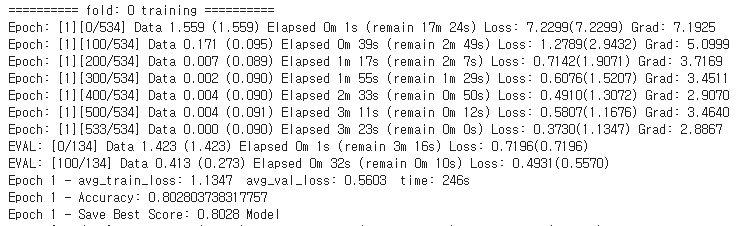 ========== fold: 0 training ==========
Epoch: [1][0/534] Data 1.559 (1.559) Elapsed 0m 1s (remain 17m 24s) Loss: 7.2299(7.2299) Grad: 7.1925
Epoch: [1][100/534] Data 0.171 (0.095) Elapsed 0m 39s (remain 2m 49s) Loss: 1.2789(2.9432) Grad: 5.0999
Epoch: [1][200/534] Data 0.007 (0.089) Elapsed 1m 17s (remain 2m 7s) Loss: 0.7142(1.9071) Grad: 3.7169
Epoch: [1][300/534] Data 0.002 (0.090) Elapsed 1m 55s (remain 1m 29s) Loss: 0.6076(1.5207) Grad: 3.4511
Epoch: [1][400/534] Data 0.004 (0.090) Elapsed 2m 33s (remain 0m 50s) Loss: 0.4910(1.3072) Grad: 2.9070
Epoch: [1][500/534] Data 0.004 (0.091) Elapsed 3m 11s (remain 0m 12s) Loss: 0.5807(1.1676) Grad: 3.4640
Epoch: [1][533/534] Data 0.000 (0.090) Elapsed 3m 23s (remain 0m 0s) Loss: 0.3730(1.1347) Grad: 2.8867
EVAL: [0/134] Data 1.423 (1.423) Elapsed 0m 1s (remain 3m 16s) Loss: 0.7196(0.7196)
EVAL: [100/134] Data 0.413 (0.273) Elapsed 0m 32s (remain 0m 10s) Loss: 0.4931(0.5570)
Epoch 1 - avg_train_loss: 1.1347  avg_val_loss: 0.5603  time: 246s
Epoch 1 - Accuracy: 0.802803738317757
Epoch 1 - Save Best Score: 0.8028 Model